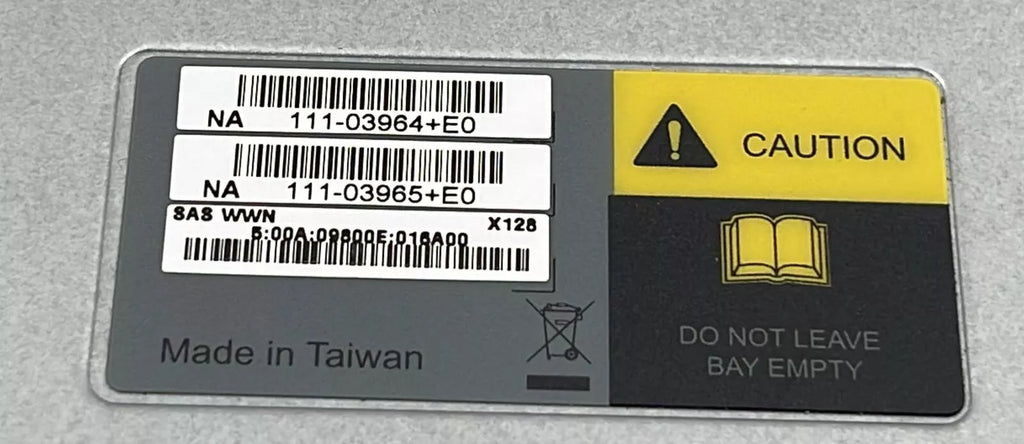 NA 111-03964+E0
NA 111-03965+E0
SAS WWN
X128
5:00A:09800E:016A00
Made in Taiwan
CAUTION
DO NOT LEAVE
BAY EMPTY